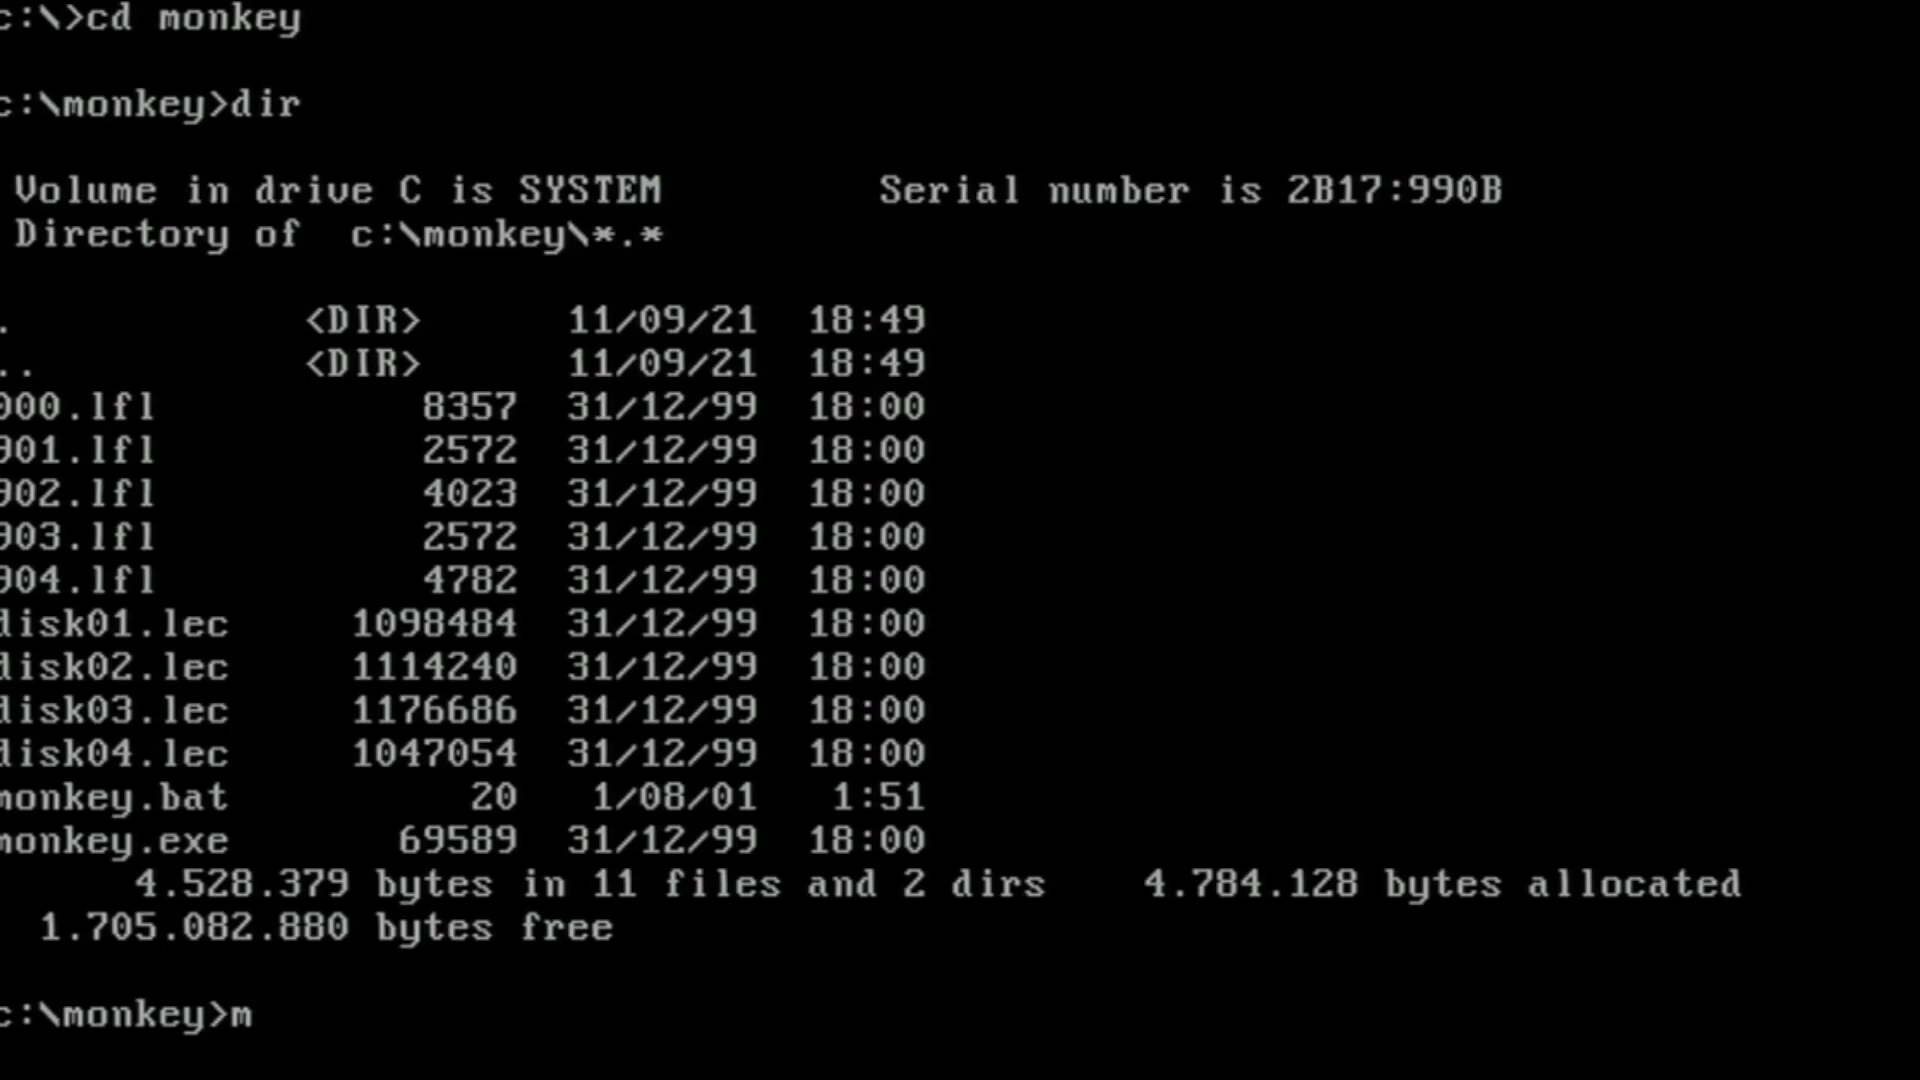 c:\>cd monkey
c:\monkey>dir
Volume in drive C is SYSTEM Serial number is 2B17:990B
Directory of c:\monkey\*.*
. <DIR> 11/09/21 18:49
.. <DIR> 11/09/21 18:49
000.lfl 8357 31/12/99 18:00
901.lfl 2572 31/12/99 18:00
902.lfl 4023 31/12/99 18:00
903.lfl 2572 31/12/99 18:00
904.lfl 4782 31/12/99 18:00
disk01.lec 1098484 31/12/99 18:00
disk02.lec 1114240 31/12/99 18:00
disk03.lec 1176686 31/12/99 18:00
disk04.lec 1047054 31/12/99 18:00
monkey.bat 20 1/08/01 1:51
monkey.exe 69589 31/12/99 18:00
4.528.379 bytes in 11 files and 2 dirs 4.784.128 bytes allocated
1.705.082.880 bytes free
c:\monkey>m